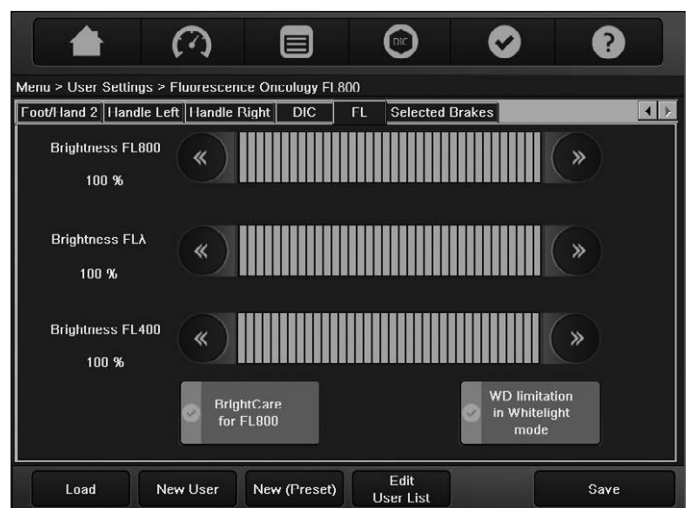 DIC
?
Menu > User Settings > Fluorescence Oncology FL800
Foot/Hand 2 Handle Left Handle Right DIC FL Selected Brakes
Brightness FL800
100 %
Brightness FLλ
100 %
Brightness FL400
100 %
BrightCare
for FL800
WD limitation
in Whitelight
mode
Load New User New (Preset) Edit
User List Save